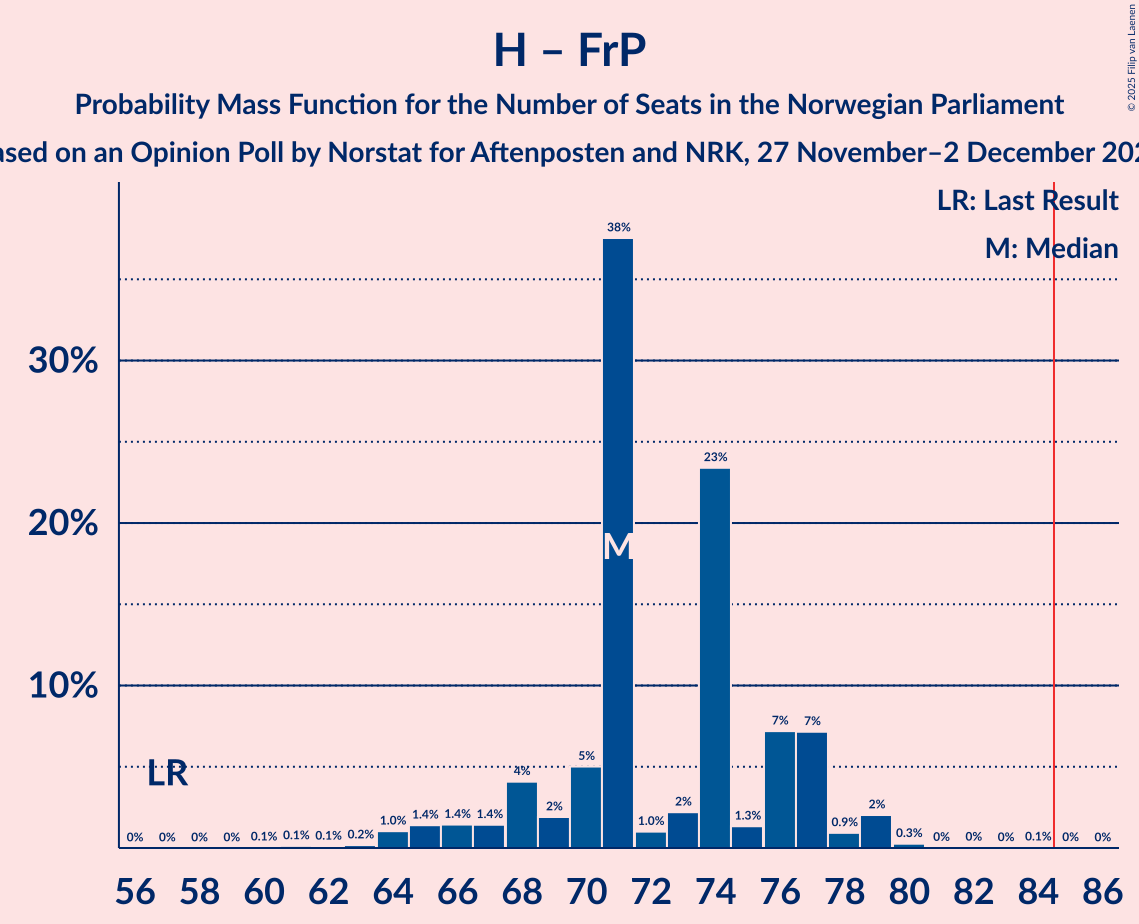 H – FrP
Probability Mass Function for the Number of Seats in the Norwegian Parliament
on an Opinion Poll by Norstat for Aftenposten and NRK, 27 November–2 December
© 2025 Filip van Laenen
LR: Last Result
M: Median
38%
30%
23%
20%
M
10%
7% 7%
LR
5%
4%
2% 2% 2%
0% 0% 0% 0% 0.1% 0.1% 0.1% 0.2% 1.0% 1.4% 1.4% 1.4% 1.0% 1.3% 0.9% 0.3% 0% 0% 0% 0.1% 0% 0%
56 58 60 62 64 66 68 70 72 74 76 78 80 82 84 86